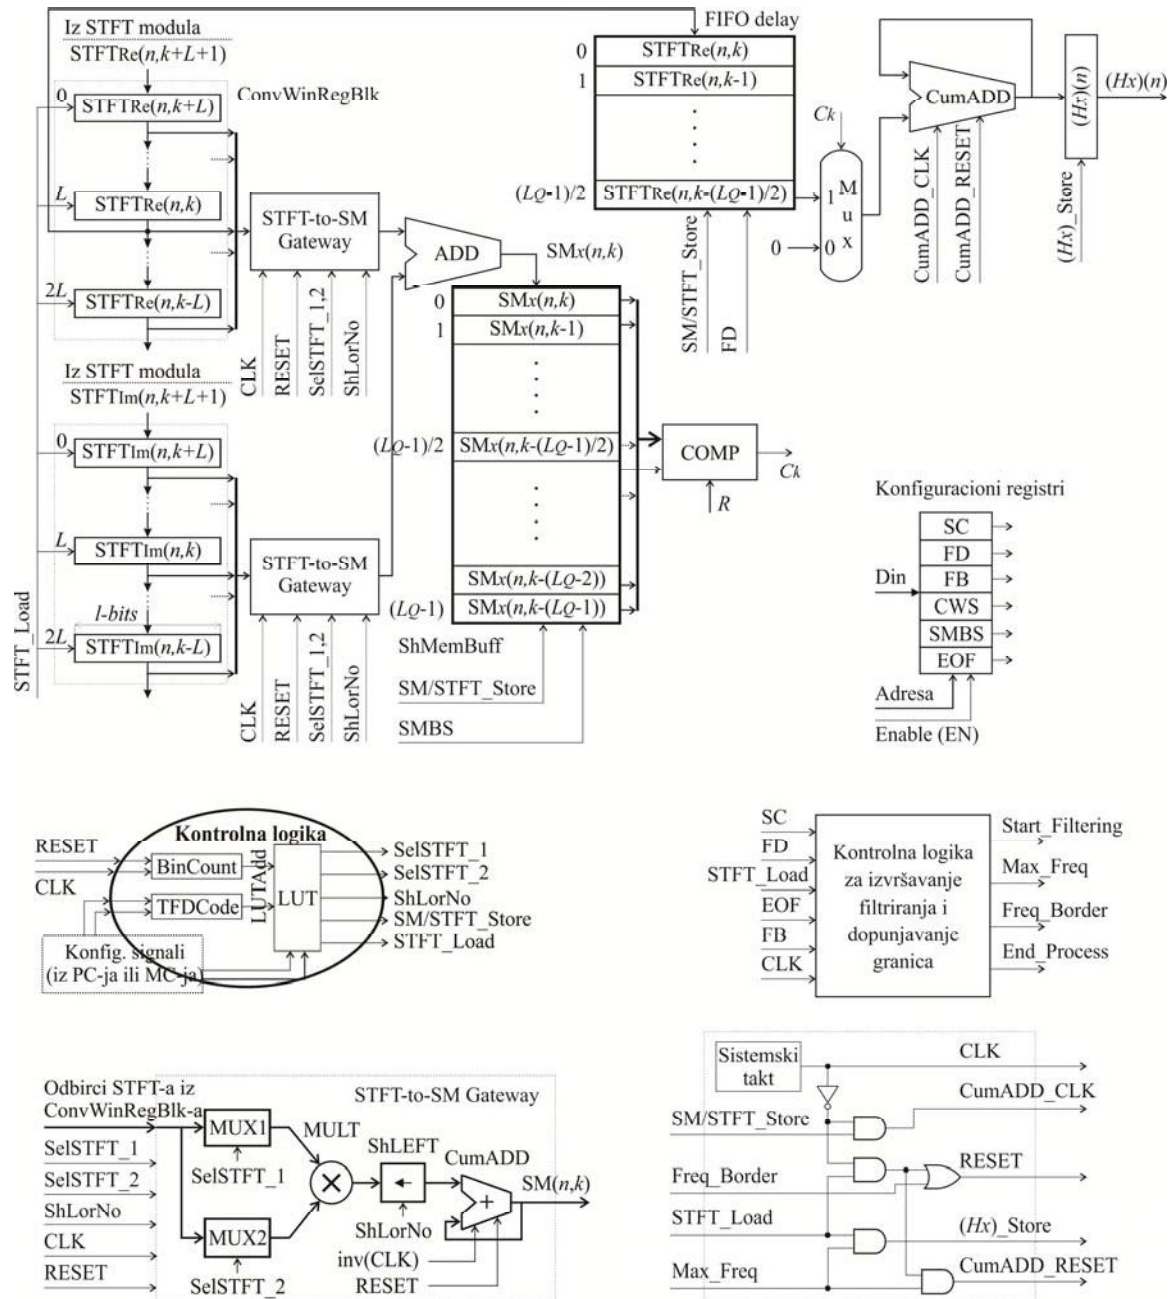 Iz STFT modula
STFTRe(n,k+L+1)
0
STFTRe(n,k+L)
ConvWinRegBlk
L
STFTRe(n,k)
2L
STFTRe(n,k-L)
STFT-to-SM
Gateway
CLK
RESET
SelSTFT_1,2
ShLorNo
ADD
SMx(n,k)
FIFO delay
0
STFTRe(n,k)
1
STFTRe(n,k-1)
(LQ-1)/2
STFTRe(n,k-(LQ-1)/2)
SM/STFT_Store
FD
Ck
1
0
0
Mux
CumADD
CumADD_CLK
CumADD_RESET
(Hx)(n)
(Hx)_Store
(Hx)(n)
Iz STFT modula
STFTIm(n,k+L+1)
0
STFTIm(n,k+L)
L
STFTIm(n,k)
l-bits
2L
STFTIm(n,k-L)
STFT_Load
STFT-to-SM
Gateway
CLK
RESET
SelSTFT_1,2
ShLorNo
0
SMx(n,k)
1
SMx(n,k-1)
(LQ-1)/2
SMx(n,k-(LQ-1)/2)
SMx(n,k-(LQ-2))
(LQ-1)
SMx(n,k-(LQ-1))
ShMemBuff
SM/STFT_Store
SMBS
COMP
Ck
R
Konfiguracioni registri
SC
FD
Din
FB
CWS
SMBS
EOF
Adresa
Enable (EN)
Kontrolna logika
RESET
BinCount
CLK
TFDCode
LUTAdd
LUT
SelSTFT_1
SelSTFT_2
ShLorNo
SM/STFT_Store
STFT_Load
Konfig. signali
(iz PC-ja ili MC-ja)
SC
FD
STFT_Load
EOF
FB
CLK
Kontrolna logika
za izvršavanje
filtriranja i
dopunjavanje
granica
Start_Filtering
Max_Freq
Freq_Border
End_Process
Odbirci STFT-a iz
ConvWinRegBlk-a
SelSTFT_1
SelSTFT_2
ShLorNo
CLK
RESET
STFT-to-SM Gateway
MUX1
SelSTFT_1
MULT
MUX2
SelSTFT_2
ShLEFT
ShLorNo
CumADD
SM(n,k)
inv(CLK)
RESET
Sistemski
takt
CLK
CumADD_CLK
SM/STFT_Store
Freq_Border
RESET
STFT_Load
(Hx)_Store
Max_Freq
CumADD_RESET